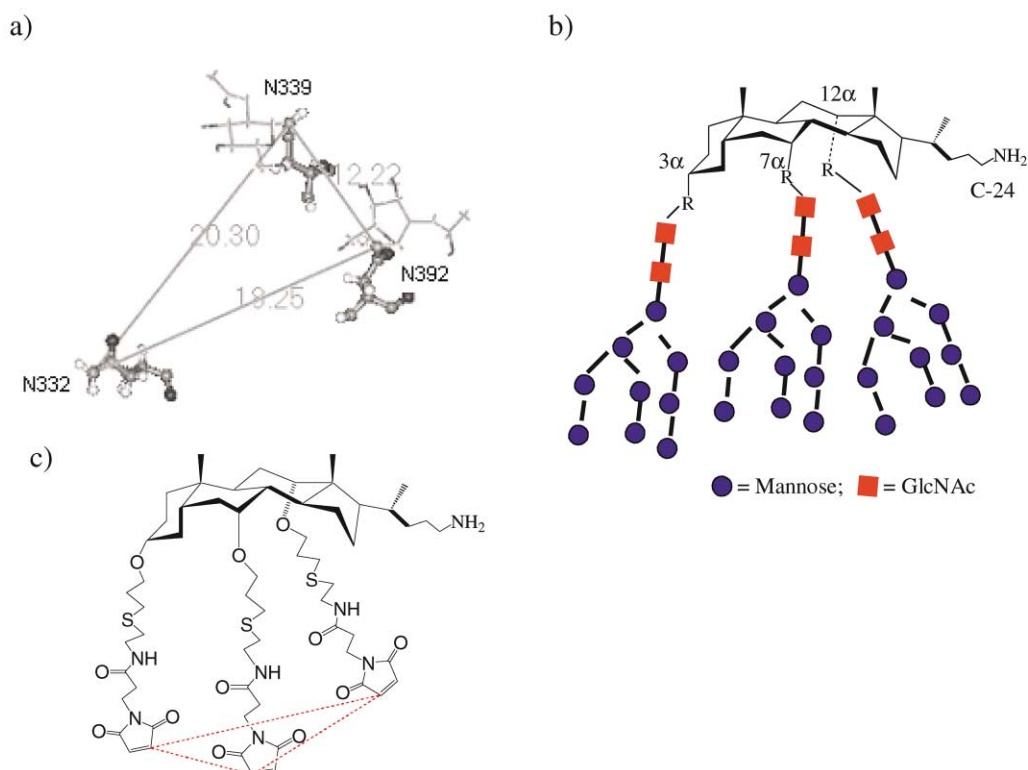 a)
N339
12.22
20.30
N392
18.25
N332
b)
12α
3α
7α
R
R
R
NH2
C-24
= Mannose; = GlcNAc
c)
NH2
O
O
O
S
S
S
NH
O
NH
O
NH
O
O
N
O
O
N
O
O
N
O